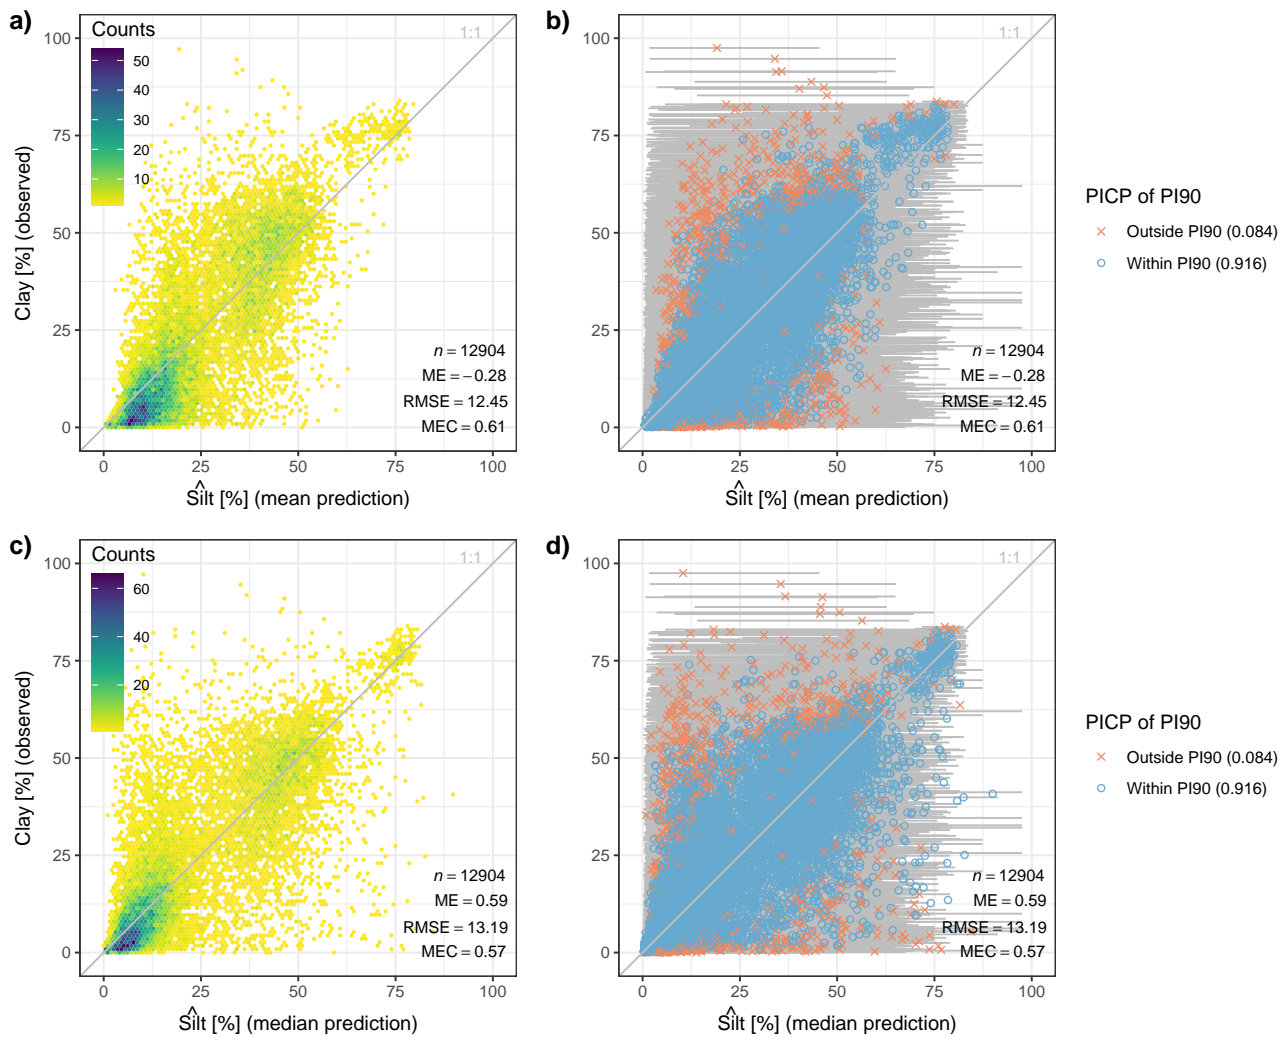 a)
Counts
50
40
30
20
10
1:1
100
75
50
25
0
Clay [%] (observed)
n = 12904
ME = −0.28
RMSE = 12.45
MEC = 0.61
0 25 50 75 100
Ŝilt [%] (mean prediction)
b)
1:1
100
75
50
25
0
n = 12904
ME = −0.28
RMSE = 12.45
MEC = 0.61
0 25 50 75 100
Ŝilt [%] (mean prediction)
PICP of PI90
Outside PI90 (0.084)
Within PI90 (0.916)
c)
Counts
60
40
20
1:1
100
75
50
25
0
Clay [%] (observed)
n = 12904
ME = 0.59
RMSE = 13.19
MEC = 0.57
0 25 50 75 100
Ŝilt [%] (median prediction)
d)
1:1
100
75
50
25
0
n = 12904
ME = 0.59
RMSE = 13.19
MEC = 0.57
0 25 50 75 100
Ŝilt [%] (median prediction)
PICP of PI90
Outside PI90 (0.084)
Within PI90 (0.916)